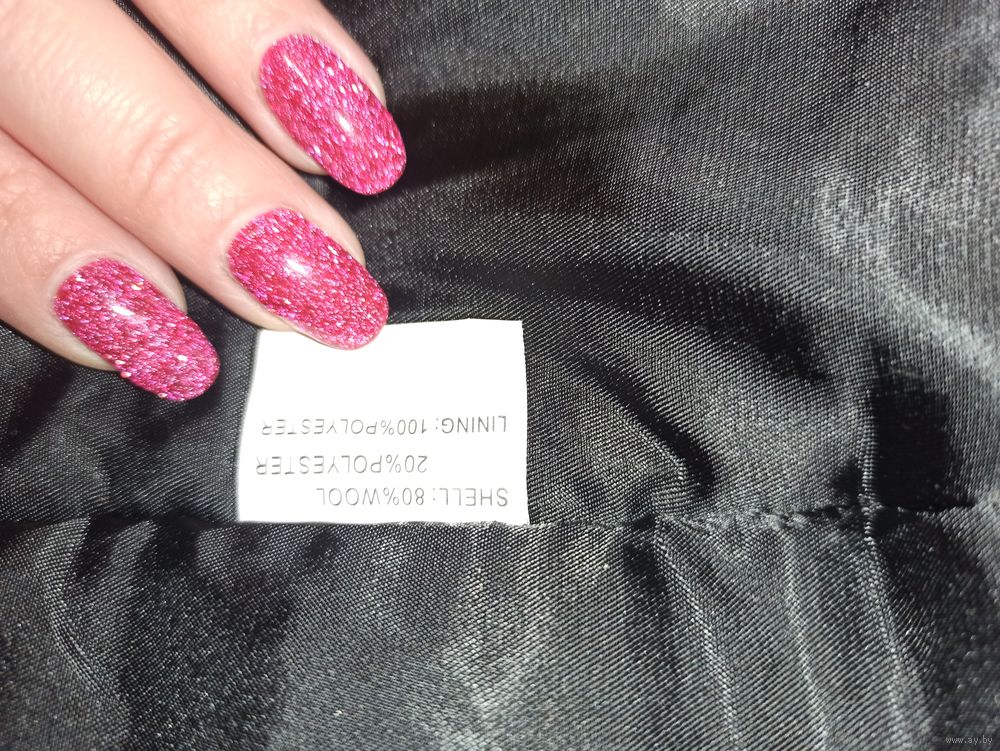 SHELL: 80%WOOL
20%POLYESTER
LINING: 100%POLYESTER
www.ay.by